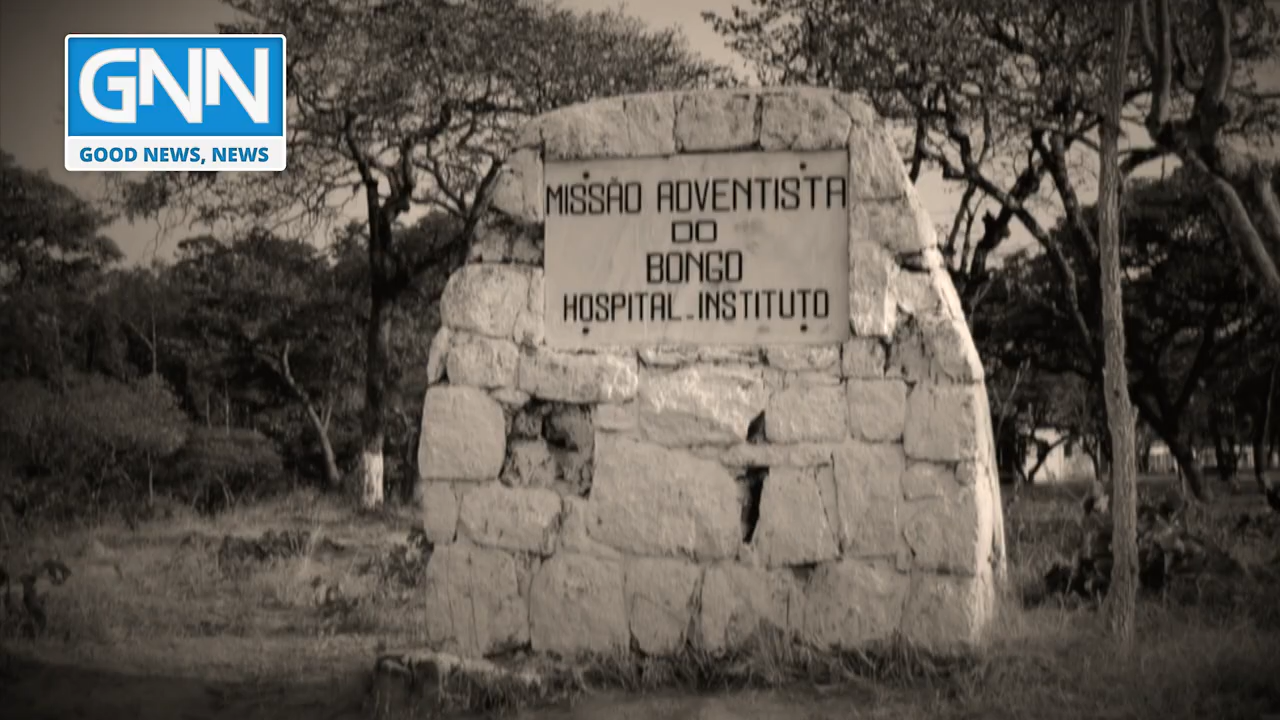 GNN
GOOD NEWS, NEWS
MISSÃO ADVENTISTA
DO
BONGO
HOSPITAL-INSTITUTO